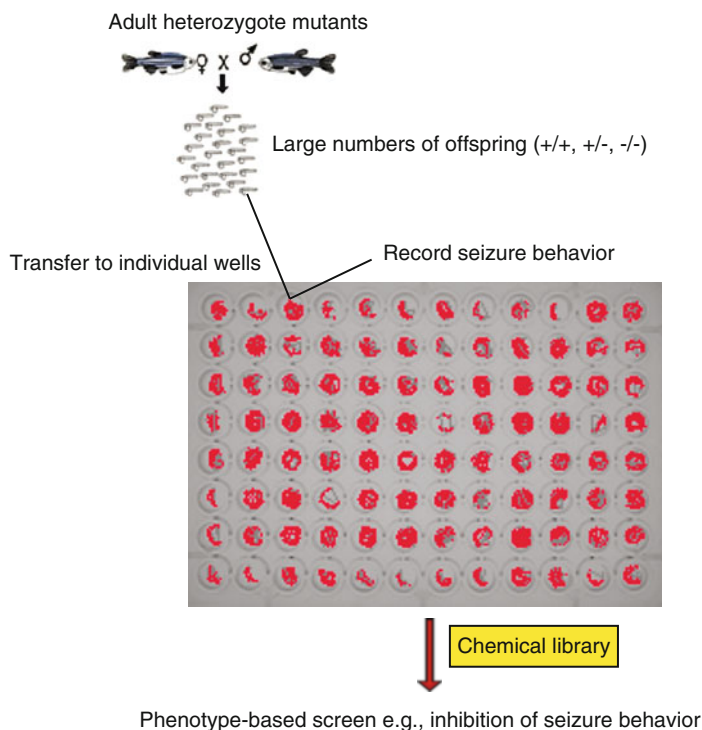 Adult heterozygote mutants
♀ X ♂
Large numbers of offspring (+/+, +/-, -/-)
Transfer to individual wells
Record seizure behavior
Chemical library
Phenotype-based screen e.g., inhibition of seizure behavior